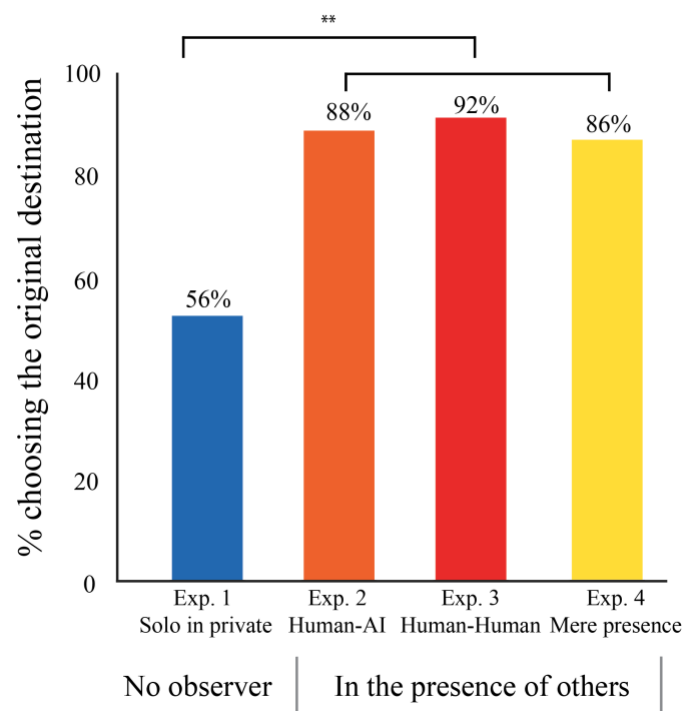 **
% choosing the original destination
100
80
60
40
20
0
56%
88%
92%
86%
Exp. 1
Solo in private
Exp. 2
Human-AI
Exp. 3
Human-Human
Exp. 4
Mere presence
No observer
In the presence of others